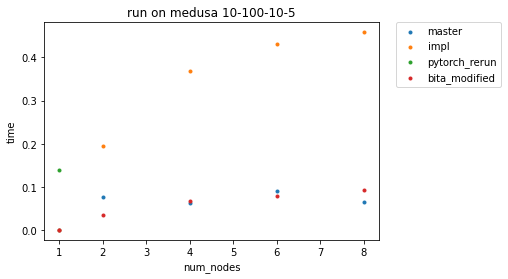 run on medusa 10-100-10-5
master
impl
pytorch_rerun
bita_modified
time
0.4
0.3
0.2
0.1
0.0
1 2 3 4 5 6 7 8
num_nodes